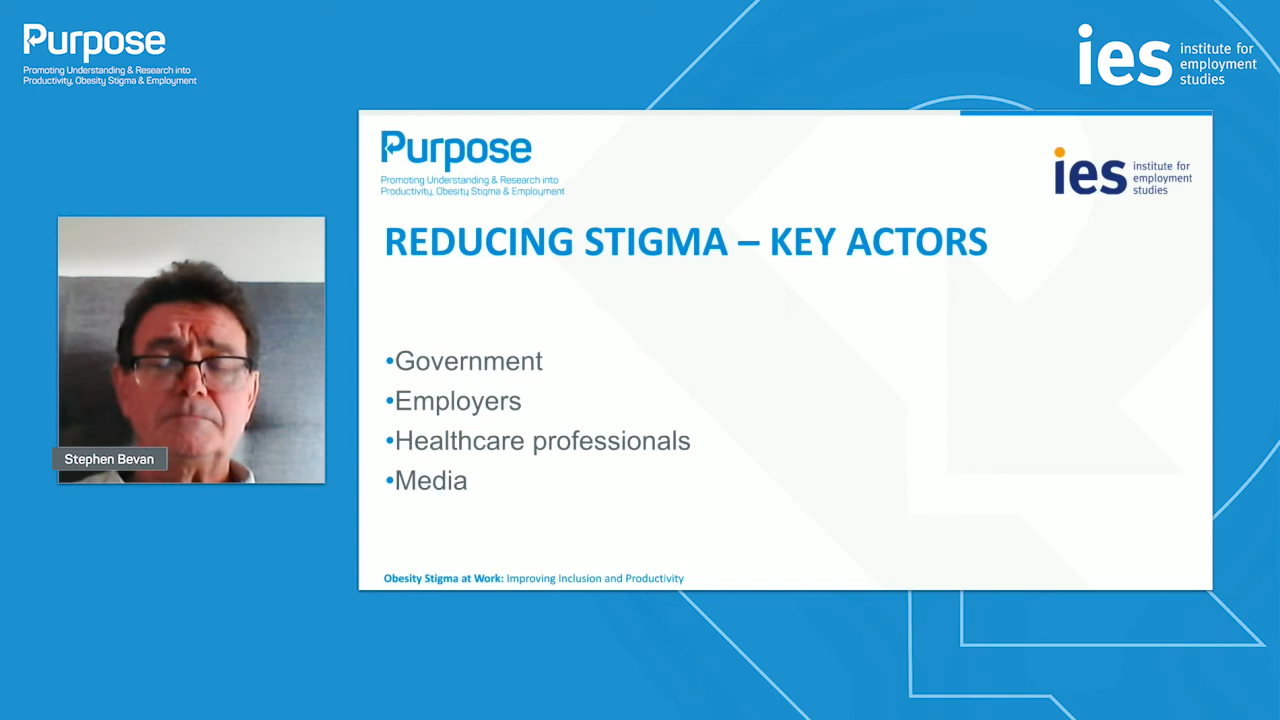 Purpose
Promoting Understanding & Research into
Productivity, Obesity Stigma & Employment
ies institute for
employment
studies
Purpose
Promoting Understanding & Research into
Productivity, Obesity Stigma & Employment
ies institute for
employment
studies
REDUCING STIGMA – KEY ACTORS
•Government
•Employers
•Healthcare professionals
•Media
Stephen Bevan
Obesity Stigma at Work: Improving Inclusion and Productivity